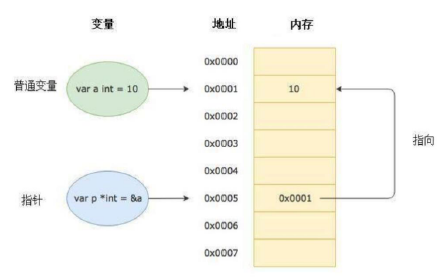 变量 地址 内存
0x0000
普通变量 var a int = 10 0x0001 10
0x0002
0x0003 指向
0x0004
指针 var p *int = &a 0x0005 0x0001
0x0006
0x0007